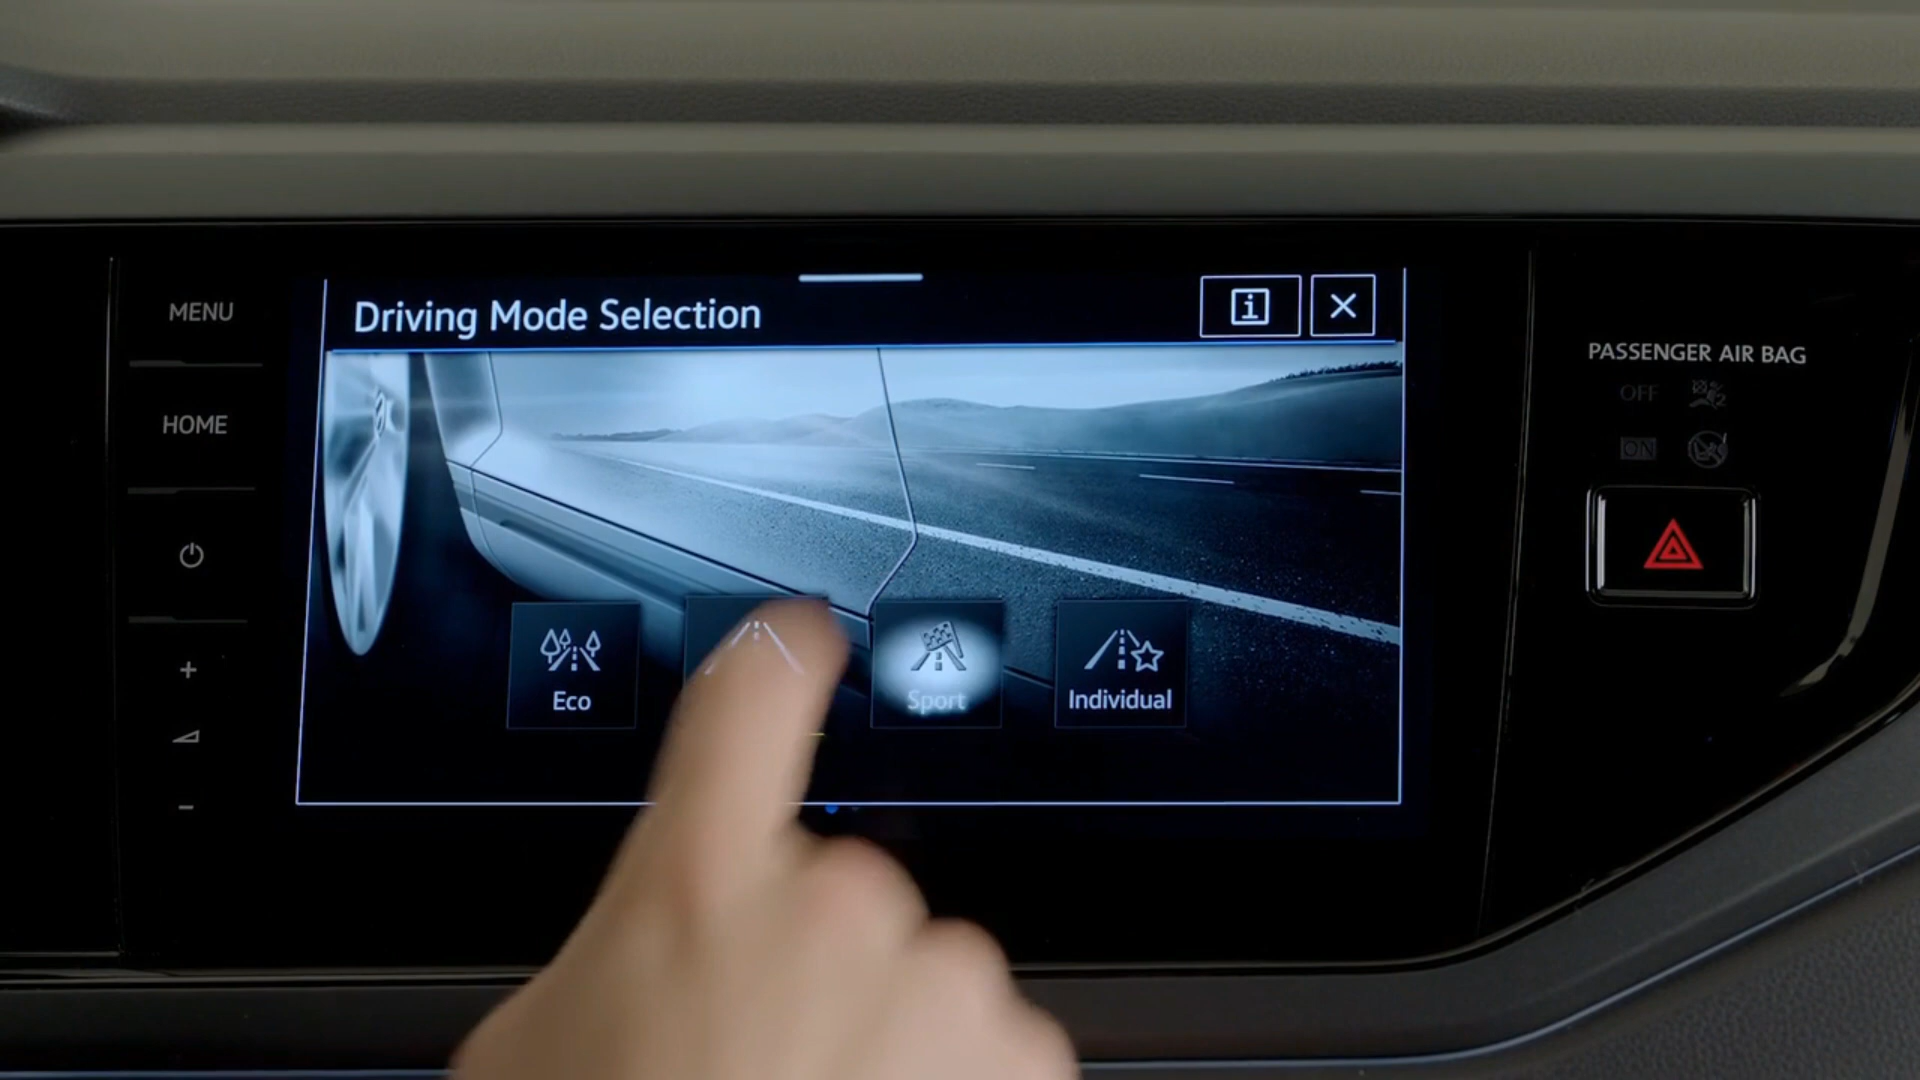 MENU
HOME
+
-
Driving Mode Selection
i
Eco
Sport
Individual
PASSENGER AIR BAG
OFF
ON